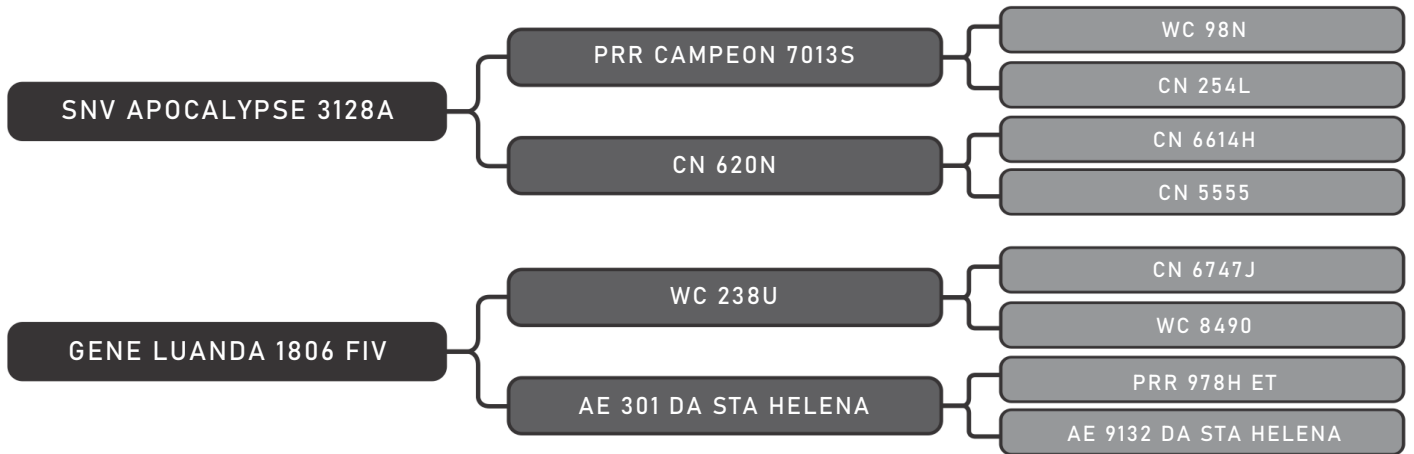 SNV APOCALYPSE 3128A
PRR CAMPEON 7013S
CN 620N
WC 98N
CN 254L
CN 6614H
CN 5555
GENE LUANDA 1806 FIV
WC 238U
AE 301 DA STA HELENA
CN 6747J
WC 8490
PRR 978H ET
AE 9132 DA STA HELENA